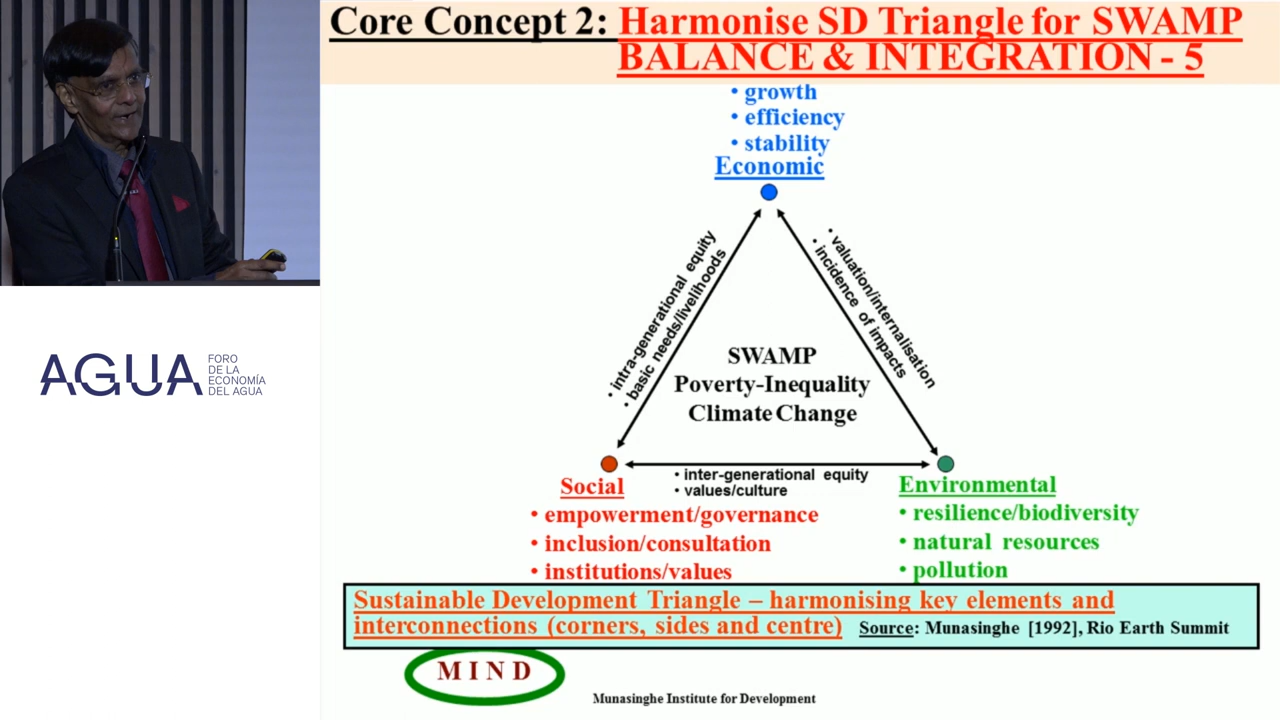 Core Concept 2: Harmonise SD Triangle for SWAMP
BALANCE & INTEGRATION - 5
• growth
• efficiency
• stability
Economic
• intra-generational equity
• basic needs/livelihoods
• valuation/internalisation
• incidence of impacts
SWAMP
Poverty-Inequality
Climate Change
• inter-generational equity
• values/culture
Social
• empowerment/governance
• inclusion/consultation
• institutions/values
Environmental
• resilience/biodiversity
• natural resources
• pollution
Sustainable Development Triangle – harmonising key elements and
interconnections (corners, sides and centre) Source: Munasinghe [1992], Rio Earth Summit
M I N D
Munasinghe Institute for Development
AGUA
FORO
DE LA
ECONOMÍA
DEL AGUA